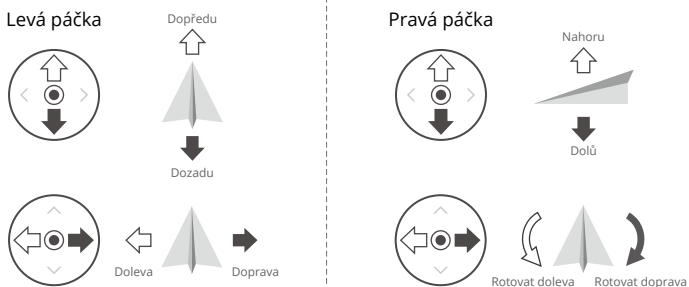 Levá páčka
Dopředu
Dozadu
Doleva
Doprava
Pravá páčka
Nahoru
Dolů
Rotovat doleva
Rotovat doprava